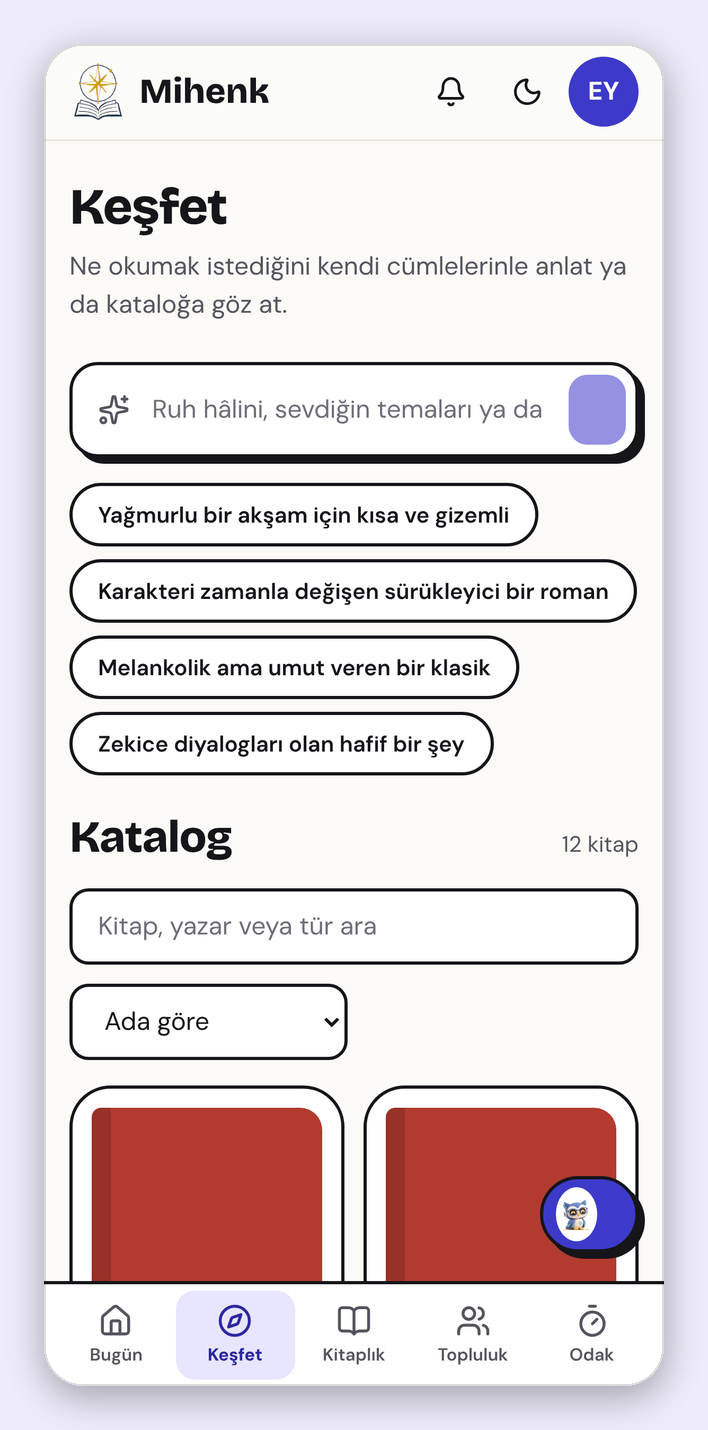 Mihenk
EY
Keşfet
Ne okumak istediğini kendi cümlelerinle anlat ya
da kataloğa göz at.
Ruh hâlini, sevdiğin temaları ya da
Yağmurlu bir akşam için kısa ve gizemli
Karakteri zamanla değişen sürükleyici bir roman
Melankolik ama umut veren bir klasik
Zekice diyalogları olan hafif bir şey
Katalog
12 kitap
Kitap, yazar veya tür ara
Ada göre
Bugün
Keşfet
Kitaplık
Topluluk
Odak